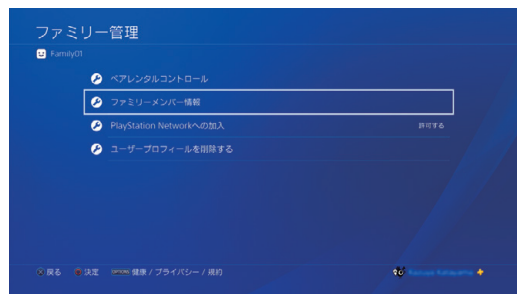 ファミリー管理
Family01
ペアレンタルコントロール
ファミリーメンバー情報
PlayStation Networkへの加入 許可する
ユーザープロフィールを削除する
戻る 決定 OPTIONS 健康 / プライバシー / 規約